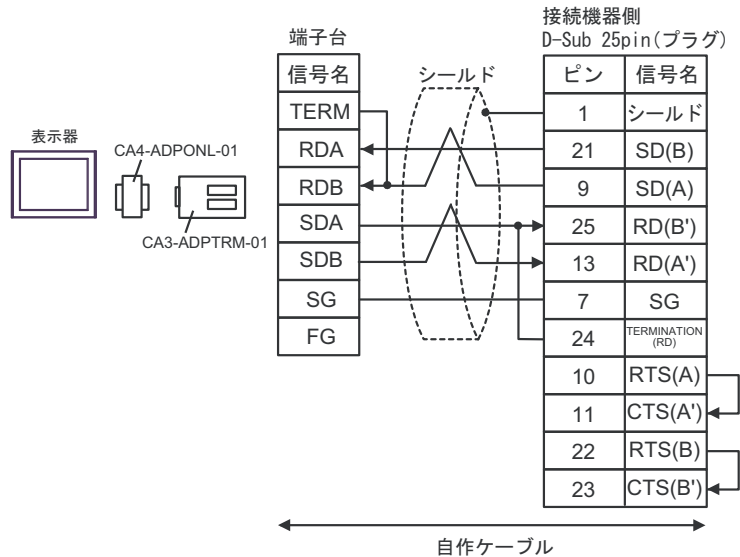 接続機器側
端子台
D-Sub 25pin(プラグ)
信号名
シールド
ピン
信号名
TERM
1
シールド
表示器
CA4-ADPONL-01
RDA
21
SD(B)
RDB
9
SD(A)
CA3-ADPTRM-01
SDA
25
RD(B')
SDB
13
RD(A')
SG
7
SG
FG
24
TERMINATION
(RD)
10
RTS(A)
11
CTS(A')
22
RTS(B)
23
CTS(B')
自作ケーブル